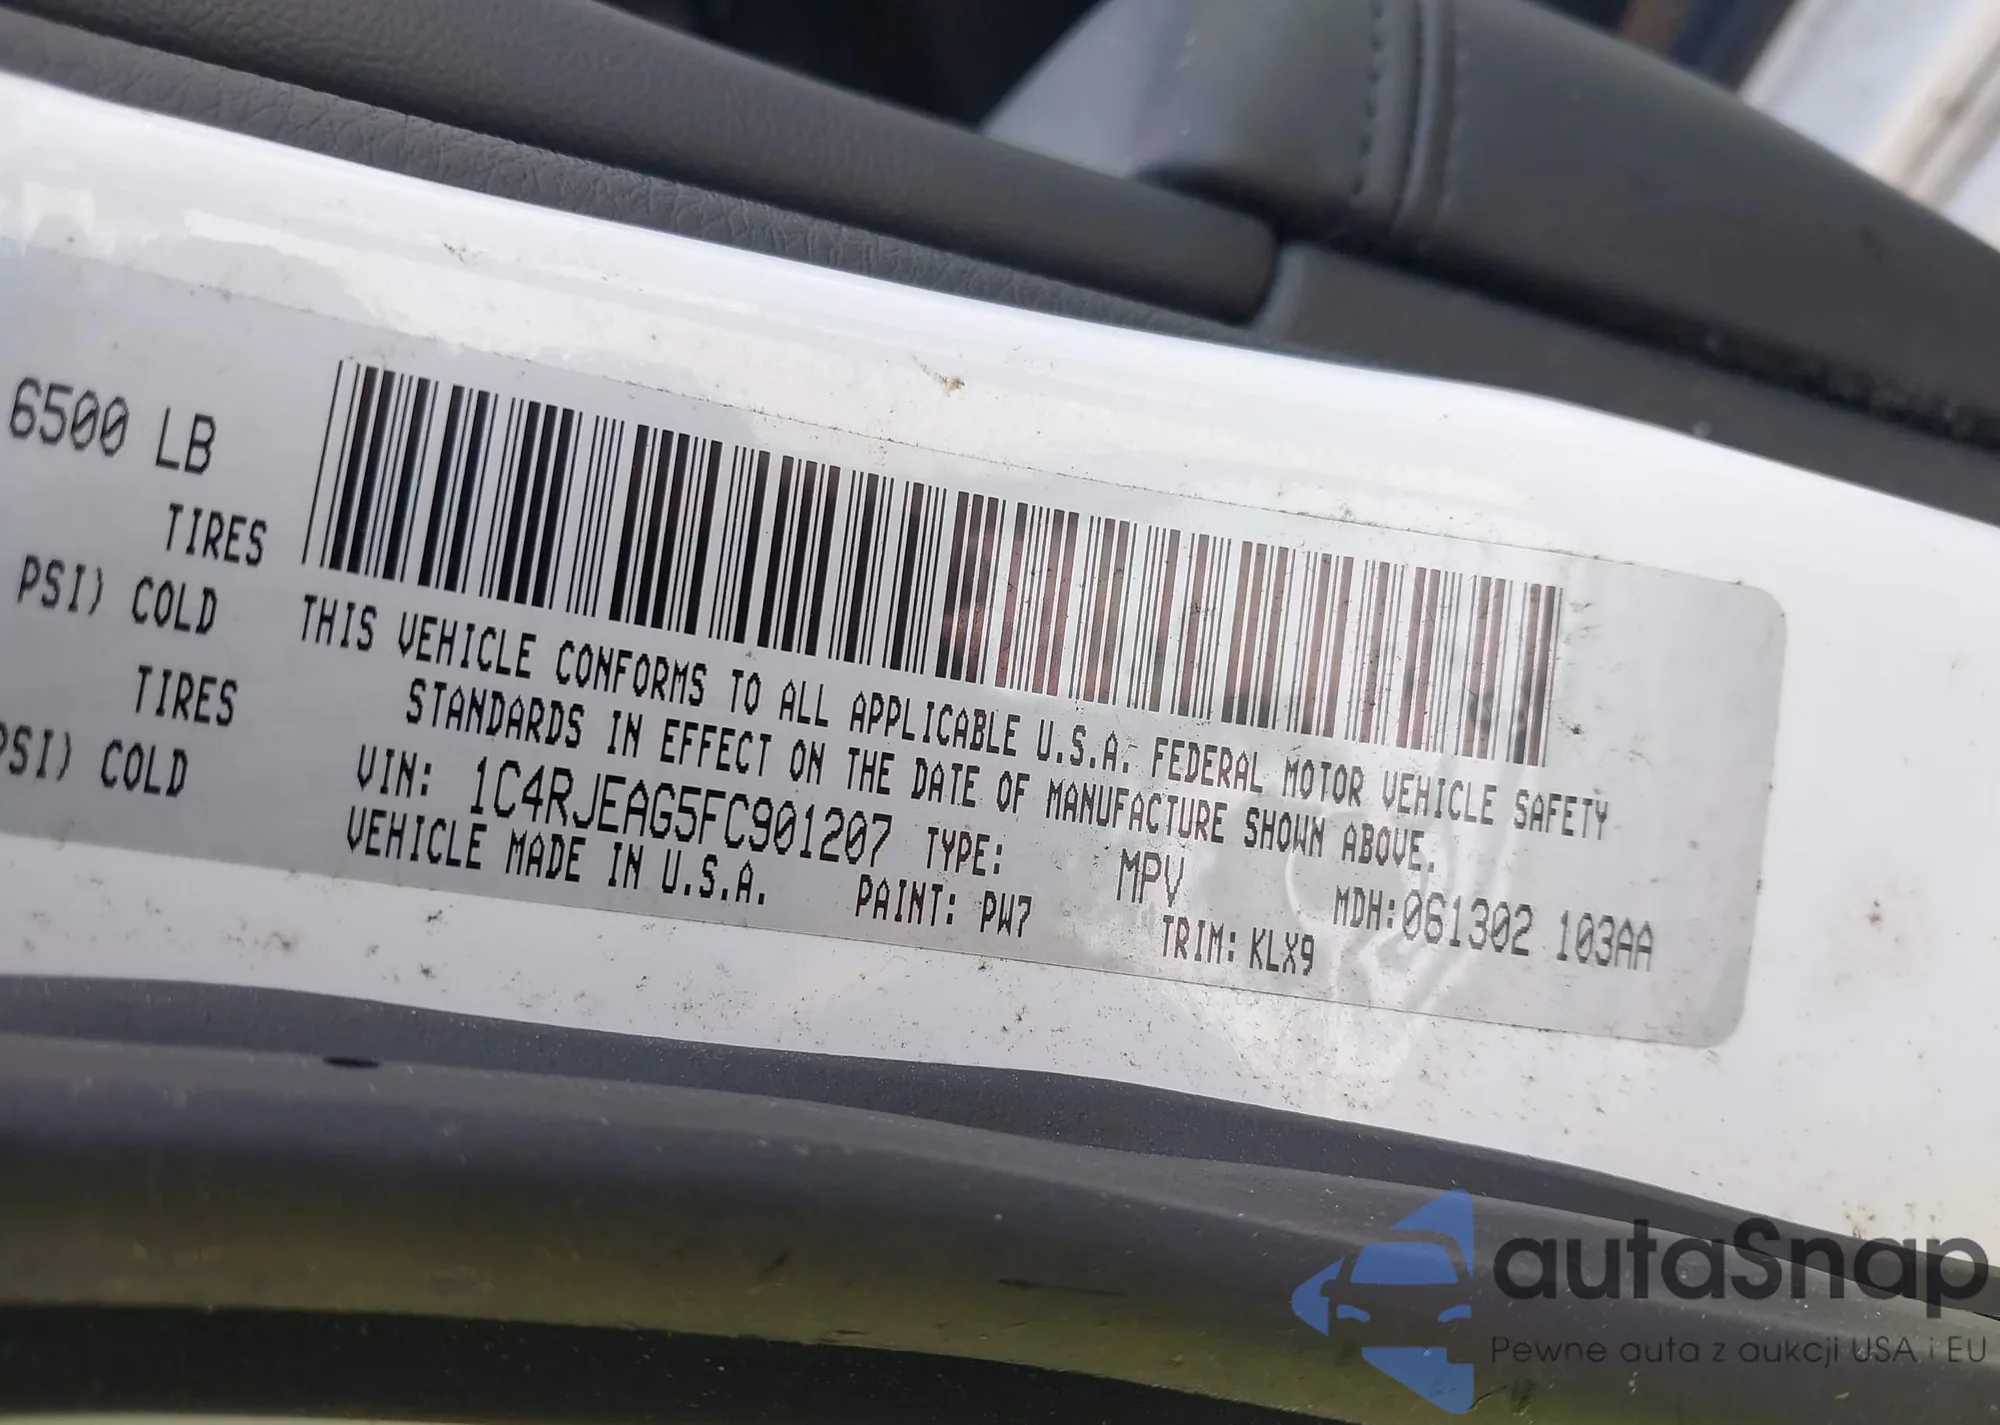 6500 LB
TIRES
PSI) COLD
TIRES
PSI) COLD
THIS VEHICLE CONFORMS TO ALL APPLICABLE U.S.A. FEDERAL MOTOR VEHICLE SAFETY
STANDARDS IN EFFECT ON THE DATE OF MANUFACTURE SHOWN ABOVE.
VIN: 1C4RJEAG5FC901207 TYPE: MPV MDH:061302 103AA
VEHICLE MADE IN U.S.A. PAINT: PW7 TRIM: KLX9
autaSnap
Pewne auta z aukcji USA i EU